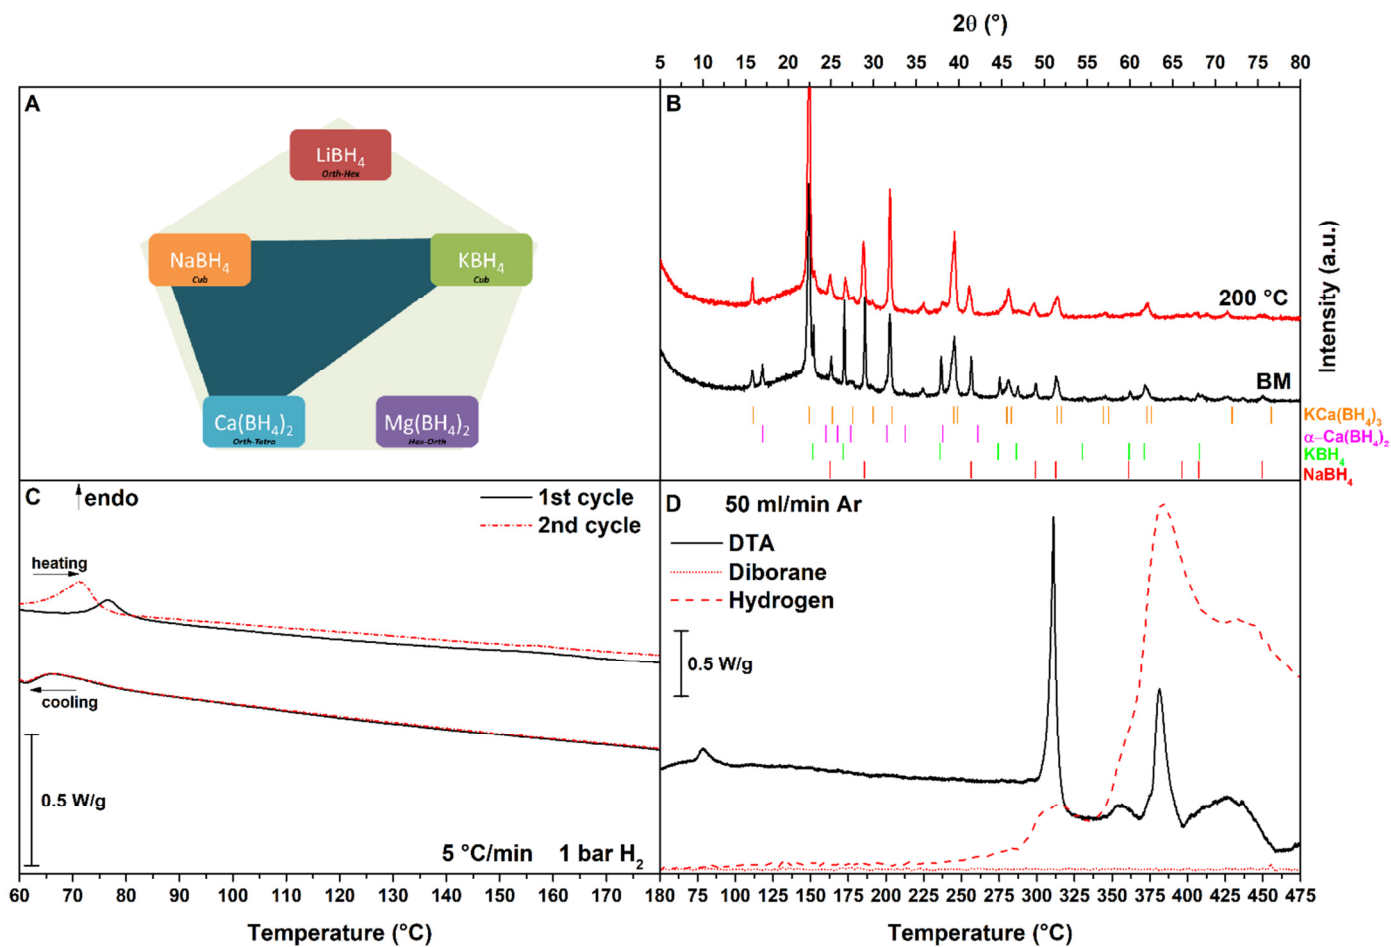 2θ (°)
5 10 15 20 25 30 35 40 45 50 55 60 65 70 75 80
A
LiBH4
Orth-Hex
NaBH4
Cub
KBH4
Cub
Ca(BH4)2
Orth-Tetra
Mg(BH4)2
Hex-Orth
B
200 °C
BM
Intensity (a.u.)
KCa(BH4)3
α-Ca(BH4)2
KBH4
NaBH4
C
endo
1st cycle
2nd cycle
heating
cooling
0.5 W/g
5 °C/min 1 bar H2
60 70 80 90 100 110 120 130 140 150 160 170 180
Temperature (°C)
D
50 ml/min Ar
DTA
Diborane
Hydrogen
0.5 W/g
75 100 125 150 175 200 225 250 275 300 325 350 375 400 425 450 475
Temperature (°C)